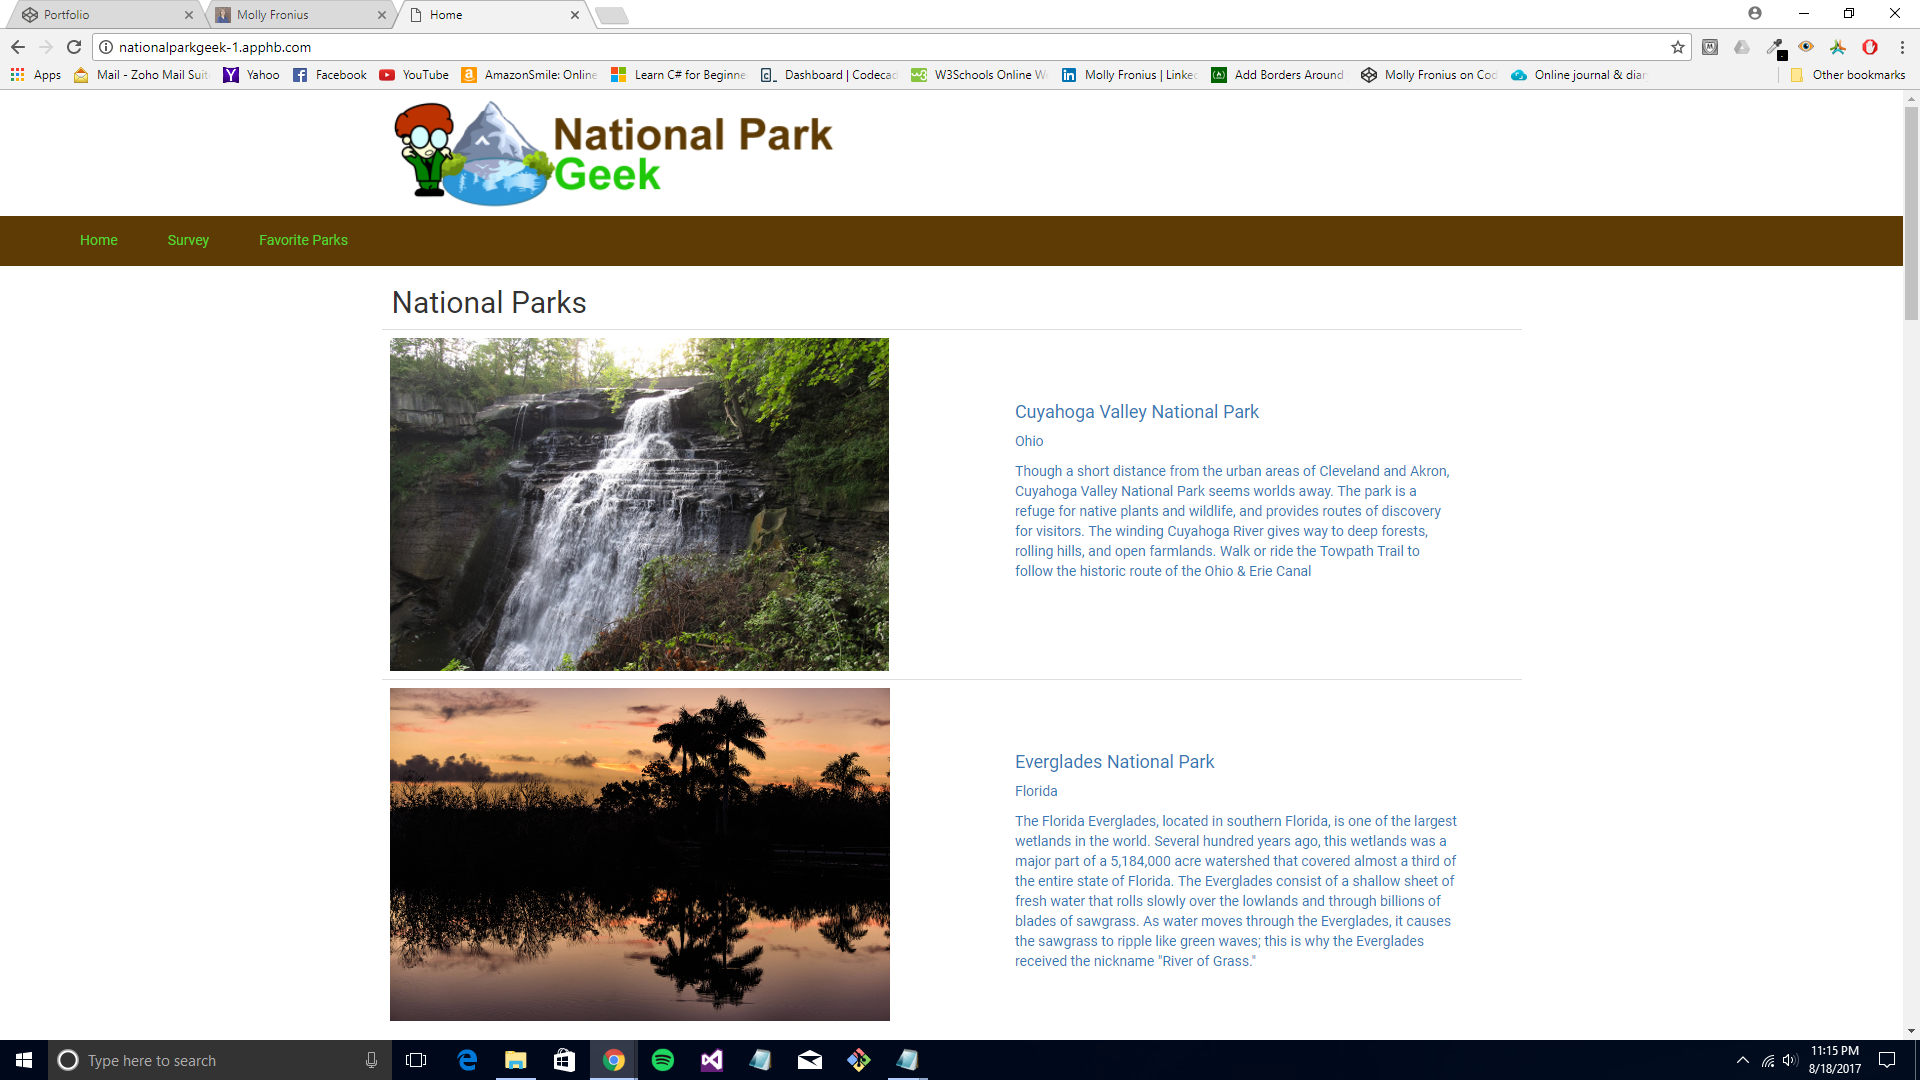 Portfolio
Molly Fronius
Home
nationalparkgeek-1.apphb.com
Apps
Mail - Zoho Mail Suit
Yahoo
Facebook
YouTube
AmazonSmile: Online
Learn C# for Beginne
Dashboard | Codecad
W3Schools Online W
Molly Fronius | Linked
Add Borders Around
Molly Fronius on Cod
Online journal & diar
Other bookmarks
National Park
Geek
Home
Survey
Favorite Parks
National Parks
Cuyahoga Valley National Park
Ohio
Though a short distance from the urban areas of Cleveland and Akron,
Cuyahoga Valley National Park seems worlds away. The park is a
refuge for native plants and wildlife, and provides routes of discovery
for visitors. The winding Cuyahoga River gives way to deep forests,
rolling hills, and open farmlands. Walk or ride the Towpath Trail to
follow the historic route of the Ohio & Erie Canal
Everglades National Park
Florida
The Florida Everglades, located in southern Florida, is one of the largest
wetlands in the world. Several hundred years ago, this wetlands was a
major part of a 5,184,000 acre watershed that covered almost a third of
the entire state of Florida. The Everglades consist of a shallow sheet of
fresh water that rolls slowly over the lowlands and through billions of
blades of sawgrass. As water moves through the Everglades, it causes
the sawgrass to ripple like green waves; this is why the Everglades
received the nickname "River of Grass."
Type here to search
11:15 PM
8/18/2017